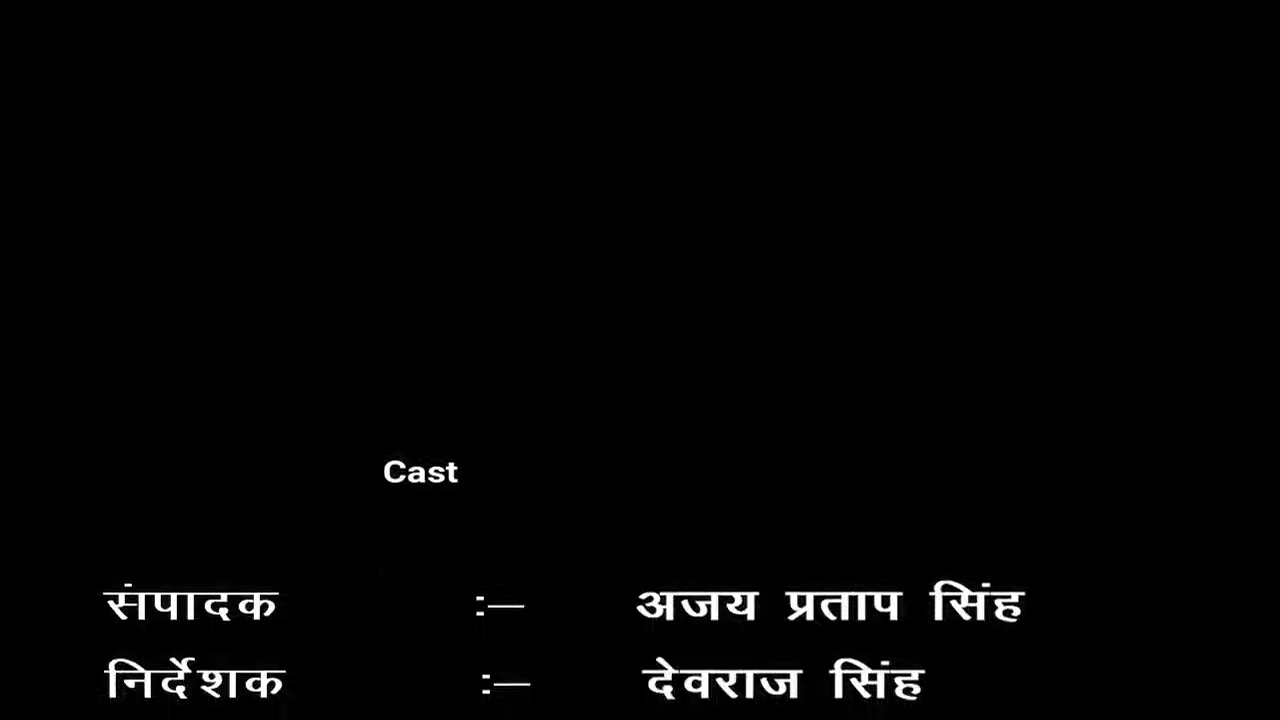 Cast
संपादक :— अजय प्रताप सिंह
निर्देशक :— देवराज सिंह